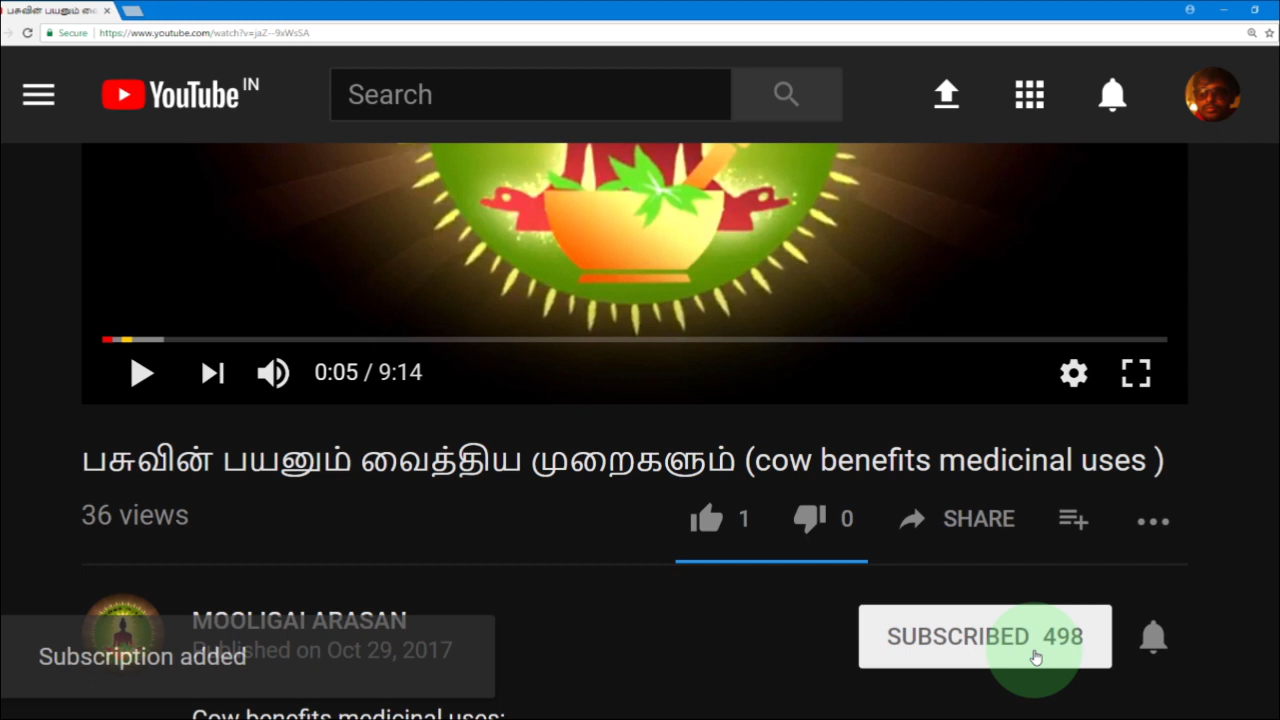 பசுவின் பயனும் வை
Secure https://www.youtube.com/watch?v=jaZ--9xWsSA
YouTube IN
Search
0:05 / 9:14
பசுவின் பயனும் வைத்திய முறைகளும் (cow benefits medicinal uses )
36 views
1 0 SHARE
MOOLIGAI ARASAN
SUBSCRIBED 498
Published on Oct 29, 2017
Subscription added
Cow benefits medicinal uses: